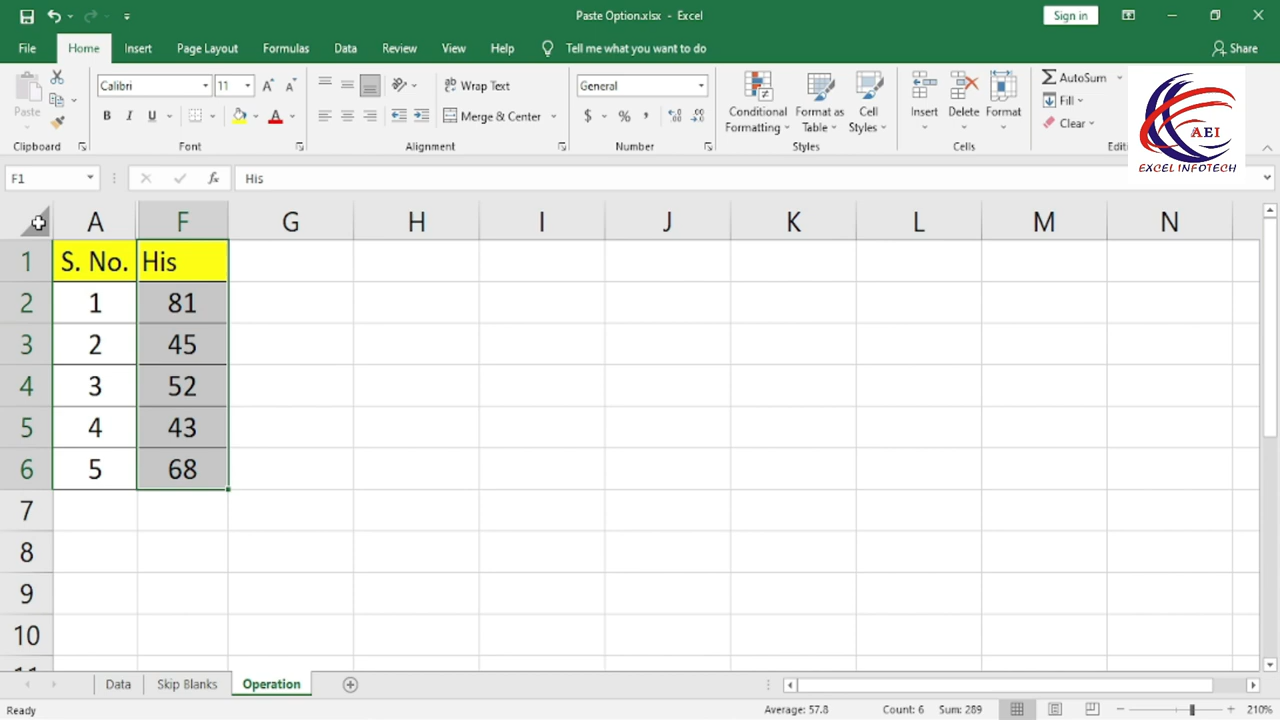 Paste Option.xlsx - Excel
Sign in
File Home Insert Page Layout Formulas Data Review View Help Tell me what you want to do Share
Paste
Clipboard
Calibri 11
B I U A
Font
Wrap Text
Merge & Center
Alignment
General
$ % ,
Number
Conditional Formatting
Format as Table
Cell Styles
Styles
Insert Delete Format
Cells
AutoSum
Fill
Clear
Editi
AEI
EXCEL INFOTECH
F1 fx His
A F G H I J K L M N
1 S. No. His
2 1 81
3 2 45
4 3 52
5 4 43
6 5 68
7
8
9
10
Data Skip Blanks Operation
Ready Average: 57.8 Count: 6 Sum: 289 210%